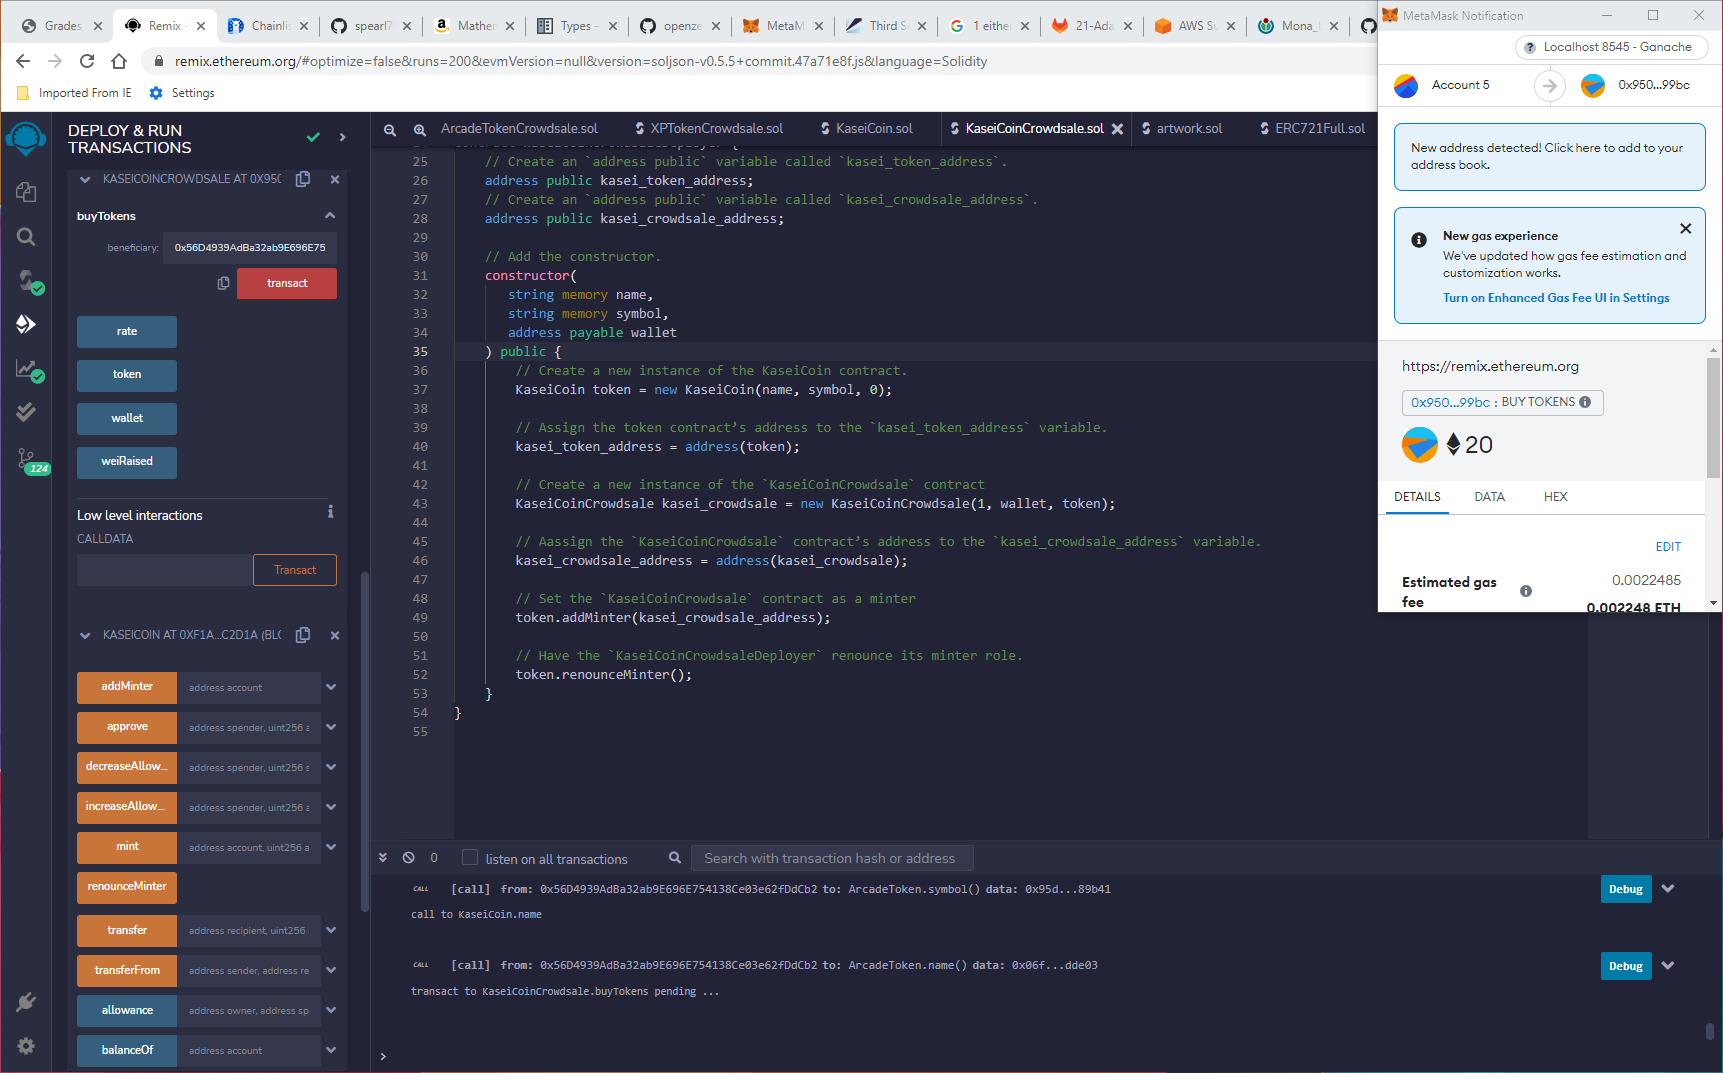 Grades
Remix
Chainlis
spearl7
Mathem
Types –
openze
MetaM
Third S
1 eithe
21-Ada
AWS Su
Mona_
remix.ethereum.org/#optimize=false&runs=200&evmVersion=null&version=soljson-v0.5.5+commit.47a71e8f.js&language=Solidity
Imported From IE
Settings
DEPLOY & RUN
TRANSACTIONS
KASEICOINCROWDSALE AT 0X95(
buyTokens
beneficiary:
0x56D4939AdBa32ab9E696E75
transact
rate
token
wallet
weiRaised
Low level interactions
CALLDATA
Transact
124
KASEICOIN AT 0XF1A...C2D1A (BLC
addMinter
address account
approve
address spender, uint256 a
decreaseAllow...
address spender, uint256 s
increaseAllow...
address spender, uint256 a
mint
address account, uint256 a
renounceMinter
transfer
address recipient, uint256
transferFrom
address sender, address re
allowance
address owner, address sp
balanceOf
address account
ArcadeTokenCrowdsale.sol
XPTokenCrowdsale.sol
KaseiCoin.sol
KaseiCoinCrowdsale.sol
artwork.sol
ERC721Full.sol
25 // Create an `address public` variable called `kasei_token_address`.
26 address public kasei_token_address;
27 // Create an `address public` variable called `kasei_crowdsale_address`.
28 address public kasei_crowdsale_address;
29
30 // Add the constructor.
31 constructor(
32 string memory name,
33 string memory symbol,
34 address payable wallet
35 ) public {
36 // Create a new instance of the KaseiCoin contract.
37 KaseiCoin token = new KaseiCoin(name, symbol, 0);
38
39 // Assign the token contract’s address to the `kasei_token_address` variable.
40 kasei_token_address = address(token);
41
42 // Create a new instance of the `KaseiCoinCrowdsale` contract
43 KaseiCoinCrowdsale kasei_crowdsale = new KaseiCoinCrowdsale(1, wallet, token);
44
45 // Aassign the `KaseiCoinCrowdsale` contract’s address to the `kasei_crowdsale_address` variable.
46 kasei_crowdsale_address = address(kasei_crowdsale);
47
48 // Set the `KaseiCoinCrowdsale` contract as a minter
49 token.addMinter(kasei_crowdsale_address);
50
51 // Have the `KaseiCoinCrowdsaleDeployer` renounce its minter role.
52 token.renounceMinter();
53 }
54 }
55
0
listen on all transactions
Search with transaction hash or address
CALL [call] from: 0x56D4939AdBa32ab9E696E754138Ce03e62fDdCb2 to: ArcadeToken.symbol() data: 0x95d...89b41
Debug
call to KaseiCoin.name
CALL [call] from: 0x56D4939AdBa32ab9E696E754138Ce03e62fDdCb2 to: ArcadeToken.name() data: 0x06f...dde03
Debug
transact to KaseiCoinCrowdsale.buyTokens pending ...
>
MetaMask Notification
Localhost 8545 - Ganache
Account 5
0x950...99bc
New address detected! Click here to add to your
address book.
New gas experience
We've updated how gas fee estimation and
customization works.
Turn on Enhanced Gas Fee UI in Settings
https://remix.ethereum.org
0x950...99bc : BUY TOKENS
20
DETAILS
DATA
HEX
EDIT
Estimated gas
fee
0.0022485
0.002248 ETH